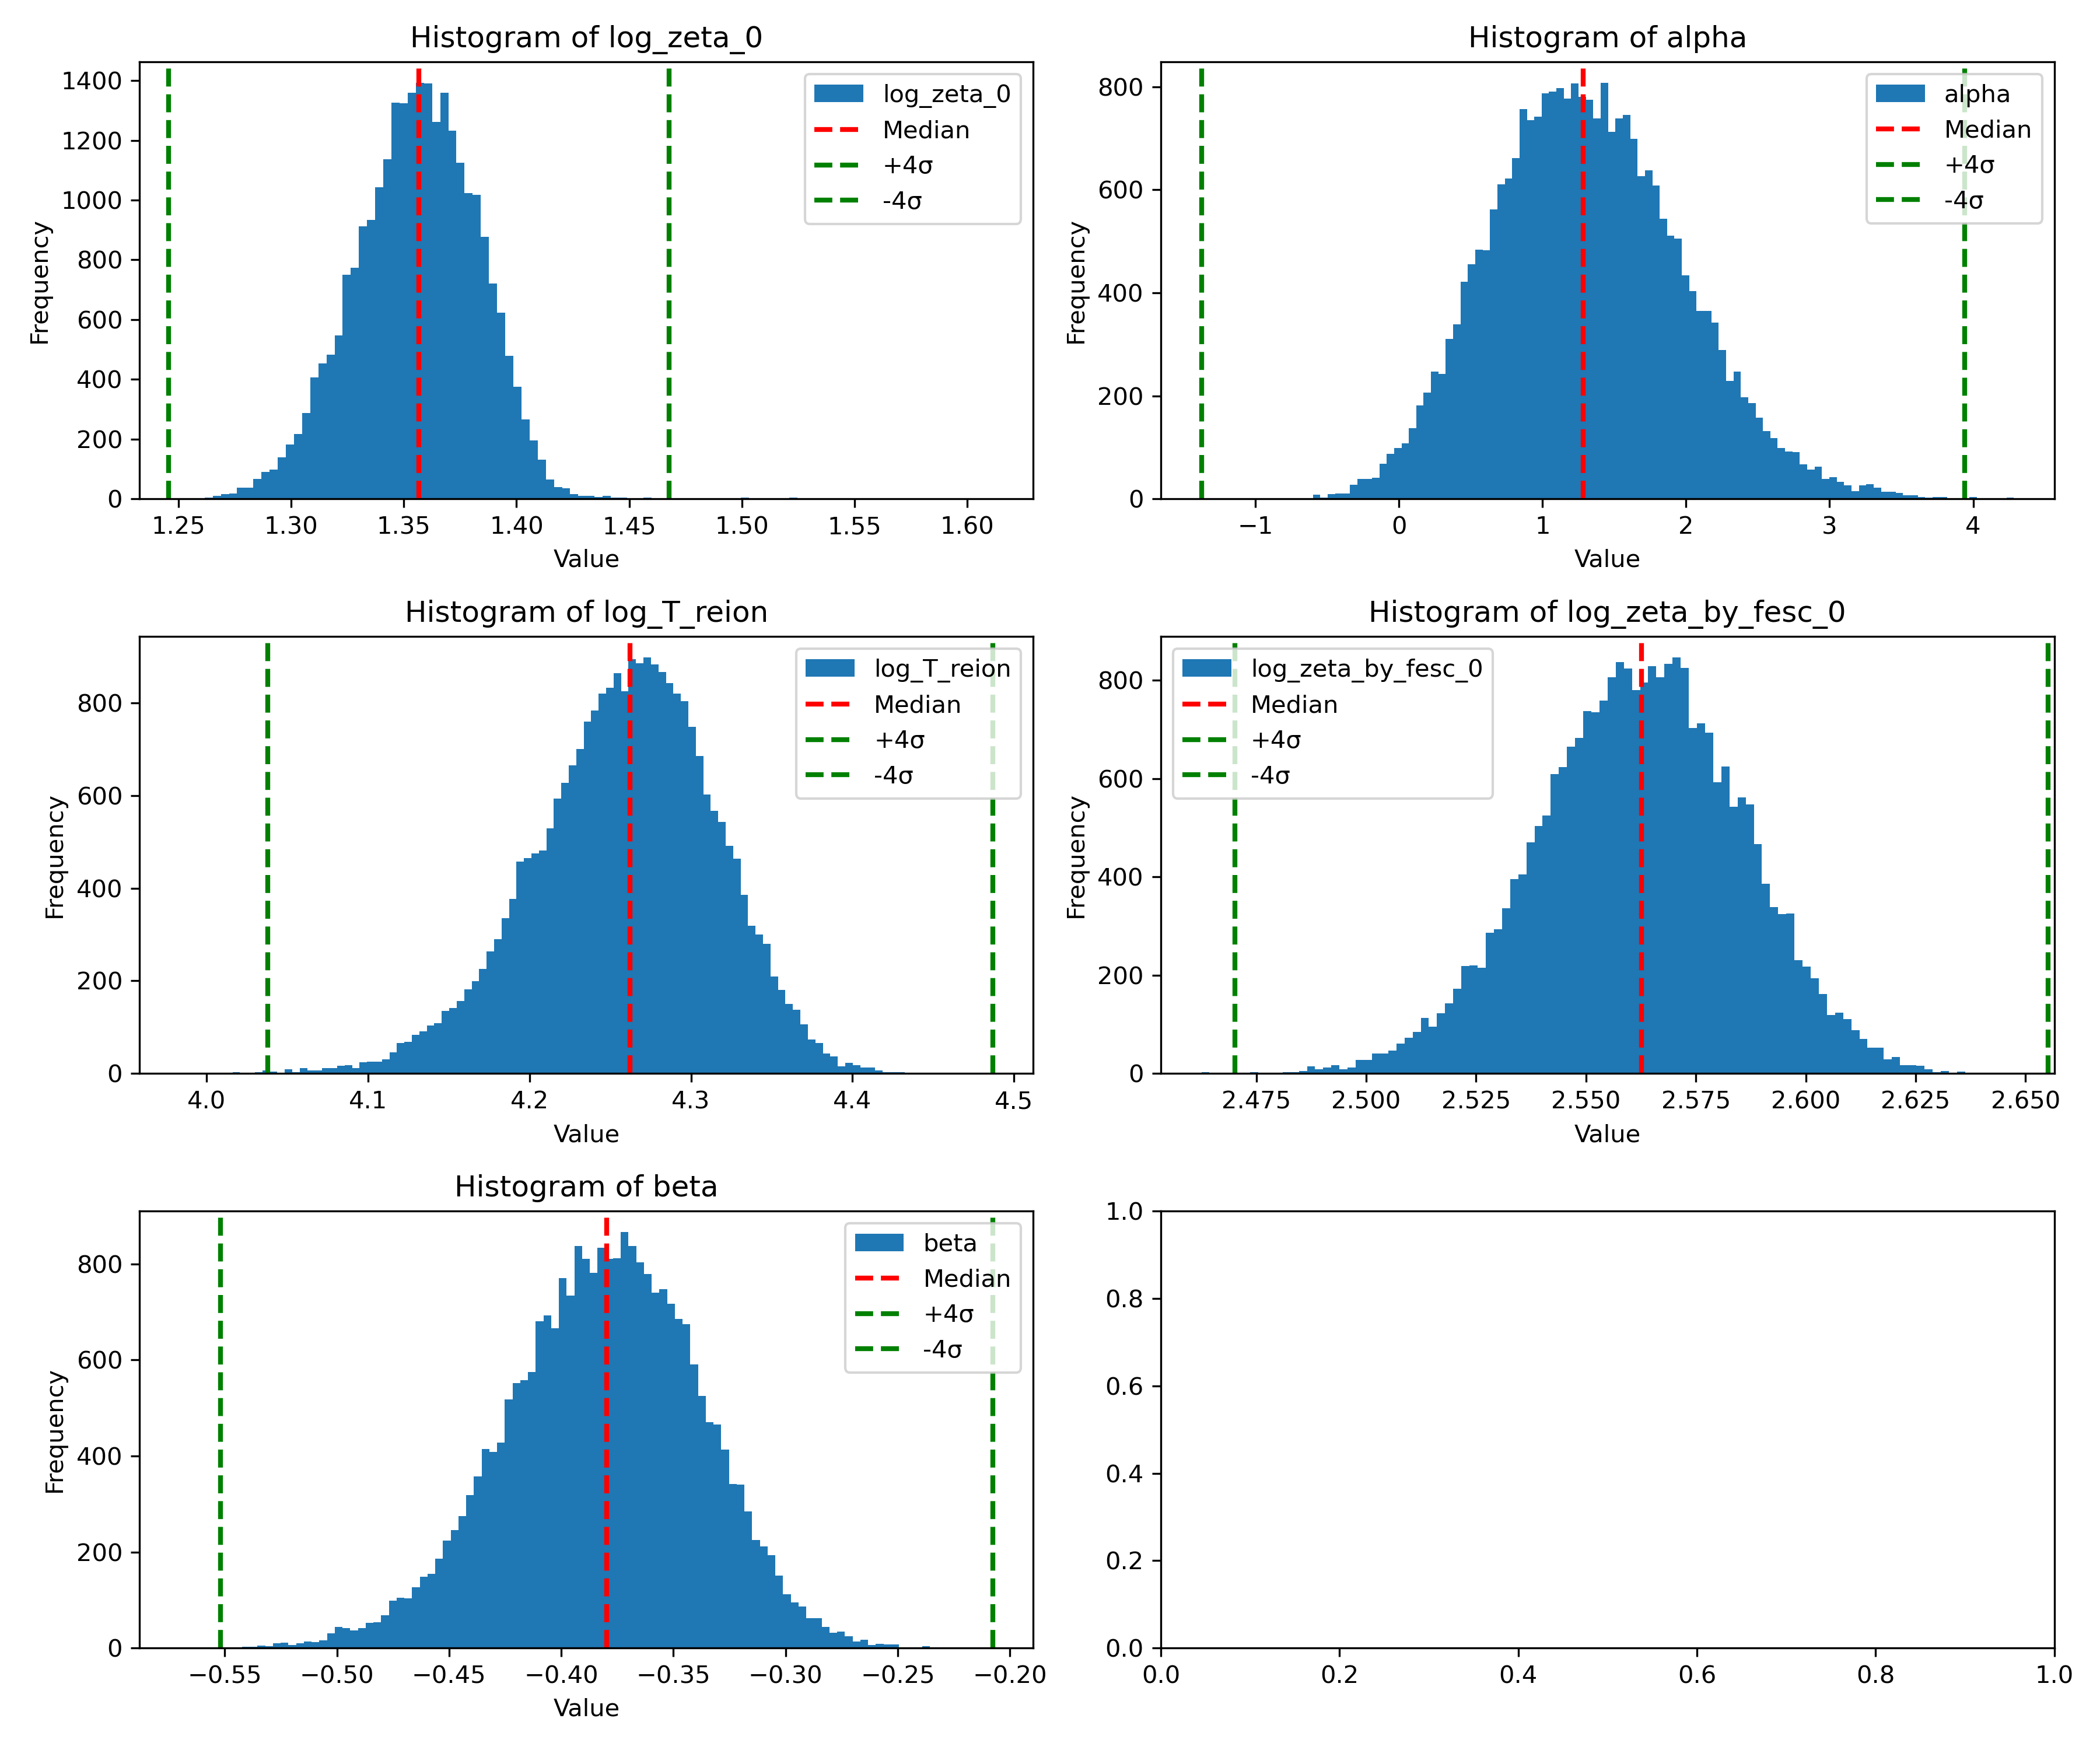 Histogram of log_zeta_0
1400
1200
1000
800
600
400
200
0
Frequency
1.25 1.30 1.35 1.40 1.45 1.50 1.55 1.60
Value
log_zeta_0
Median
+4σ
-4σ
Histogram of alpha
800
600
400
200
0
Frequency
−1 0 1 2 3 4
Value
alpha
Median
+4σ
-4σ
Histogram of log_T_reion
800
600
400
200
0
Frequency
4.0 4.1 4.2 4.3 4.4 4.5
Value
log_T_reion
Median
+4σ
-4σ
Histogram of log_zeta_by_fesc_0
800
600
400
200
0
Frequency
2.475 2.500 2.525 2.550 2.575 2.600 2.625 2.650
Value
log_zeta_by_fesc_0
Median
+4σ
-4σ
Histogram of beta
800
600
400
200
0
Frequency
−0.55 −0.50 −0.45 −0.40 −0.35 −0.30 −0.25 −0.20
Value
beta
Median
+4σ
-4σ
1.0
0.8
0.6
0.4
0.2
0.0
0.0 0.2 0.4 0.6 0.8 1.0